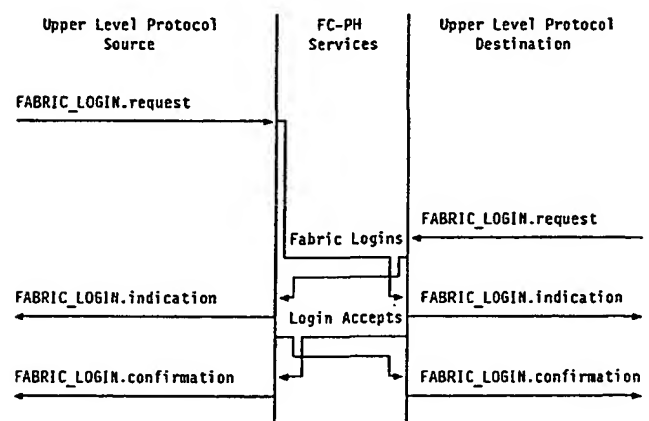 Upper Level Protocol
Source
FC-PH
Services
Upper Level Protocol
Destination
FABRIC_LOGIN.request
FABRIC_LOGIN.request
Fabric Logins
FABRIC_LOGIN.indication
FABRIC_LOGIN.indication
Login Accepts
FABRIC_LOGIN.confirmation
FABRIC_LOGIN.confirmation